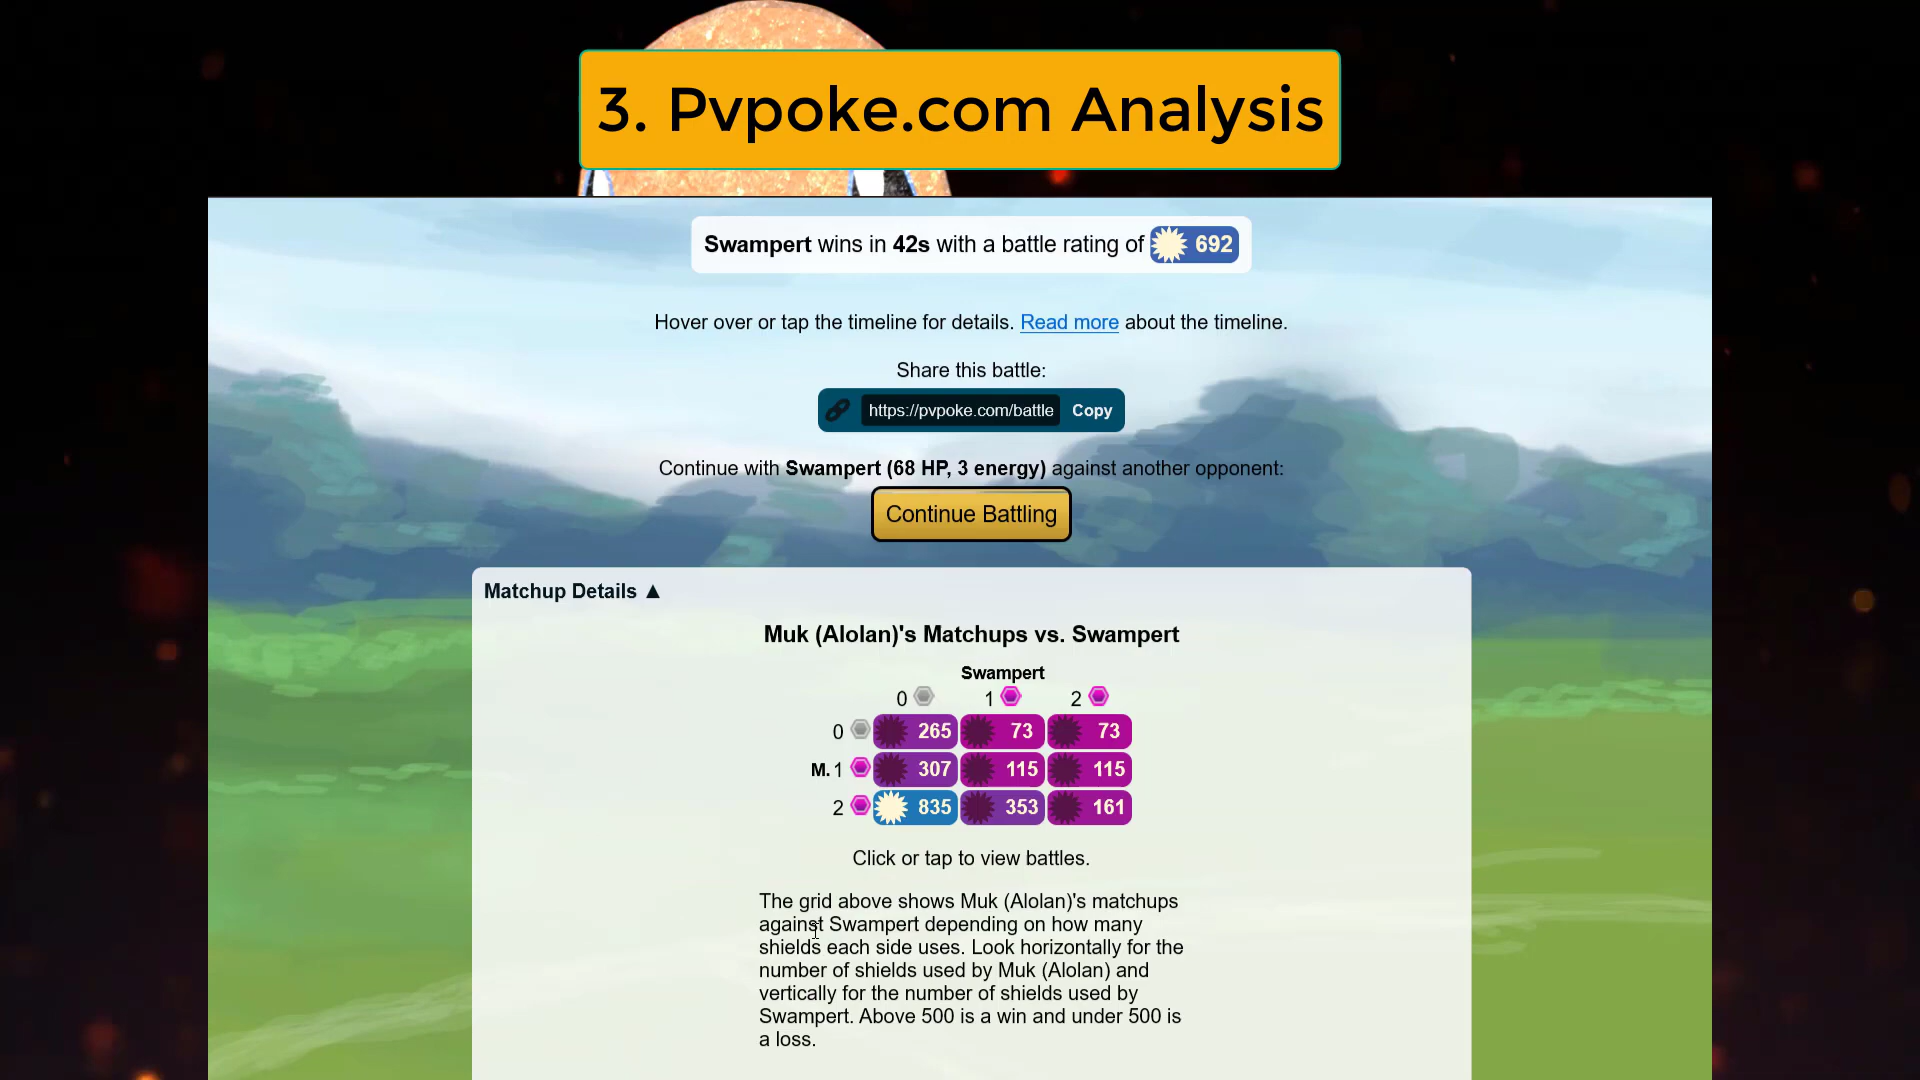 3. Pvpoke.com Analysis
Swampert wins in 42s with a battle rating of 692
Hover over or tap the timeline for details. Read more about the timeline.
Share this battle:
https://pvpoke.com/battle Copy
Continue with Swampert (68 HP, 3 energy) against another opponent:
Continue Battling
Matchup Details ▲
Muk (Alolan)'s Matchups vs. Swampert
Swampert
0 1 2
0 265 73 73
M. 1 307 115 115
2 835 353 161
Click or tap to view battles.
The grid above shows Muk (Alolan)'s matchups
against Swampert depending on how many
shields each side uses. Look horizontally for the
number of shields used by Muk (Alolan) and
vertically for the number of shields used by
Swampert. Above 500 is a win and under 500 is
a loss.